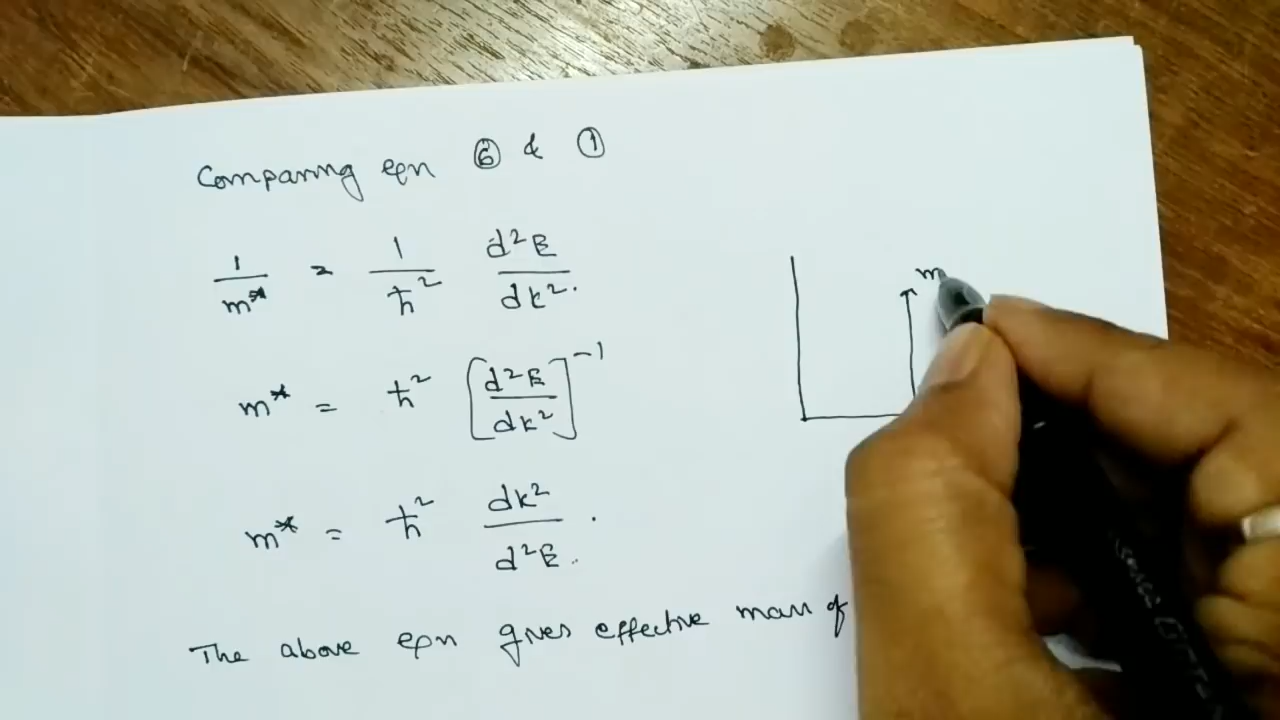 Comparing eqn ⑥ & ①
1/m* = 1/ħ² d²E/dk².
m* = ħ² [d²E/dk²]⁻¹
m* = ħ² dk²/d²E.
m
The above eqn gives effective mass of